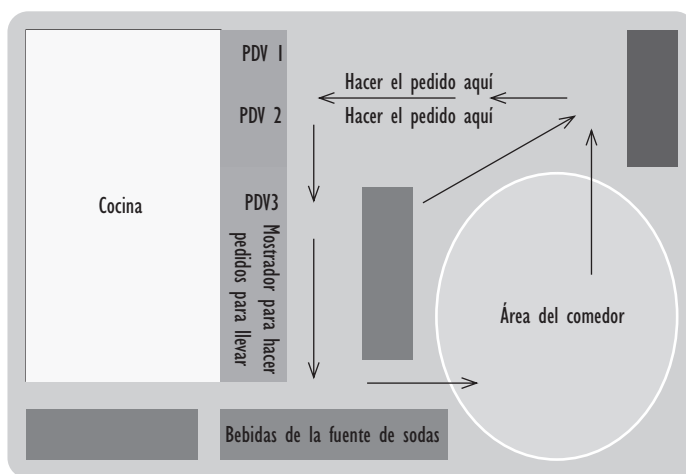 PDV 1
Hacer el pedido aquí
PDV 2
Hacer el pedido aquí
Cocina
PDV3
Mostrador para hacer
pedidos para llevar
Área del comedor
Bebidas de la fuente de sodas